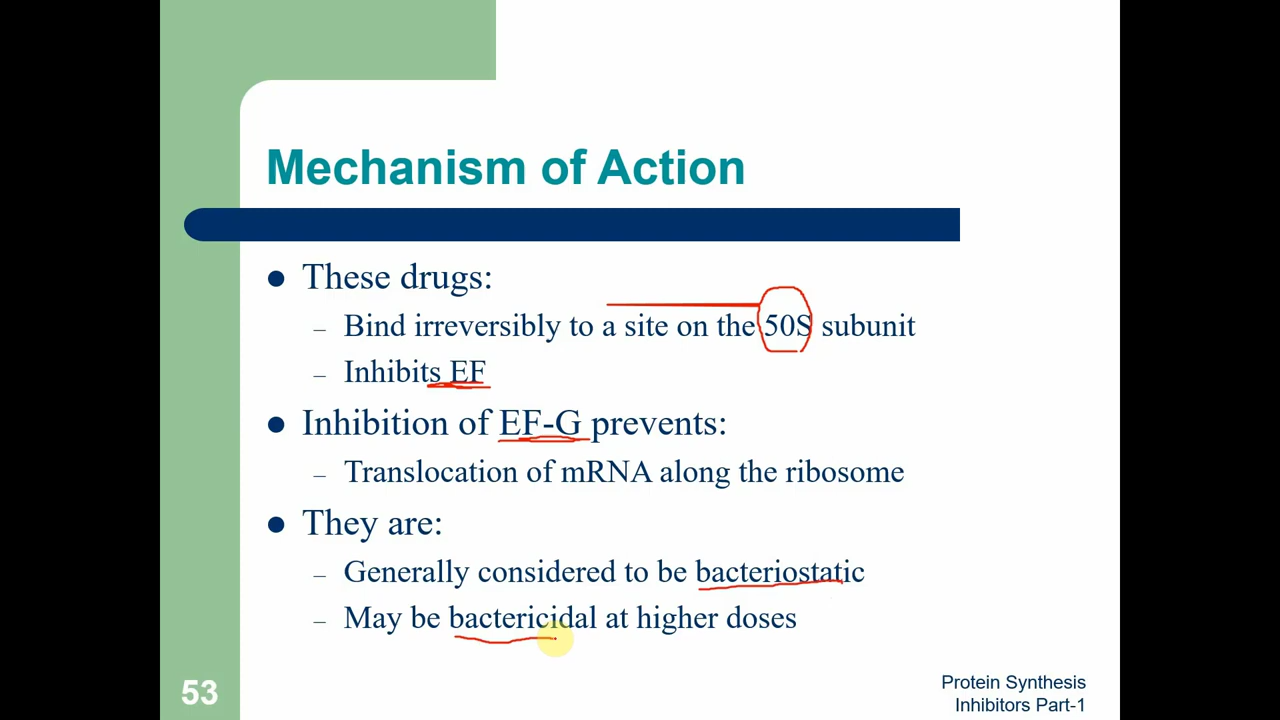 Mechanism of Action
● These drugs:
– Bind irreversibly to a site on the 50S subunit
– Inhibits EF
● Inhibition of EF-G prevents:
– Translocation of mRNA along the ribosome
● They are:
– Generally considered to be bacteriostatic
– May be bactericidal at higher doses
53
Protein Synthesis
Inhibitors Part-1